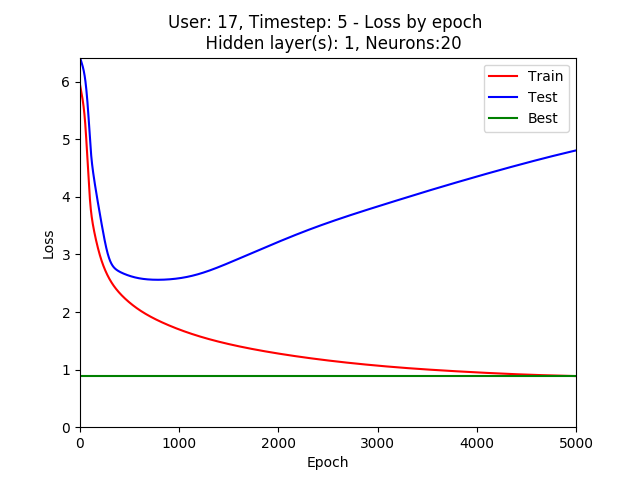 User: 17, Timestep: 5 - Loss by epoch
Hidden layer(s): 1, Neurons:20
Train
Test
Best
Loss
6
5
4
3
2
1
0
0 1000 2000 3000 4000 5000
Epoch